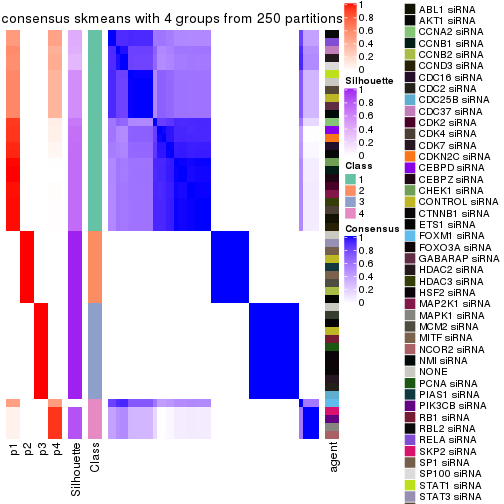 consensus skmeans with 4 groups from 250 partitions
1
0.8
0.6
0.4
0.2
0
Silhouette
1
0.8
0.6
0.4
0.2
0
Class
1
2
3
4
Consensus
1
0.8
0.6
0.4
0.2
0
p1
p2
p3
p4
Silhouette
Class
agent
ABL1 siRNA
AKT1 siRNA
CCNA2 siRNA
CCNB1 siRNA
CCNB2 siRNA
CCND3 siRNA
CDC16 siRNA
CDC2 siRNA
CDC25B siRNA
CDC37 siRNA
CDK2 siRNA
CDK4 siRNA
CDK7 siRNA
CDKN2C siRNA
CEBPD siRNA
CEBPZ siRNA
CHEK1 siRNA
CONTROL siRNA
CTNNB1 siRNA
ETS1 siRNA
FOXM1 siRNA
FOXO3A siRNA
GABARAP siRNA
HDAC2 siRNA
HDAC3 siRNA
HSF2 siRNA
MAP2K1 siRNA
MAPK1 siRNA
MCM2 siRNA
MITF siRNA
NCOR2 siRNA
NMI siRNA
NONE
PCNA siRNA
PIAS1 siRNA
PIK3CB siRNA
RB1 siRNA
RBL2 siRNA
RELA siRNA
SKP2 siRNA
SP1 siRNA
SP100 siRNA
STAT1 siRNA
STAT3 siRNA